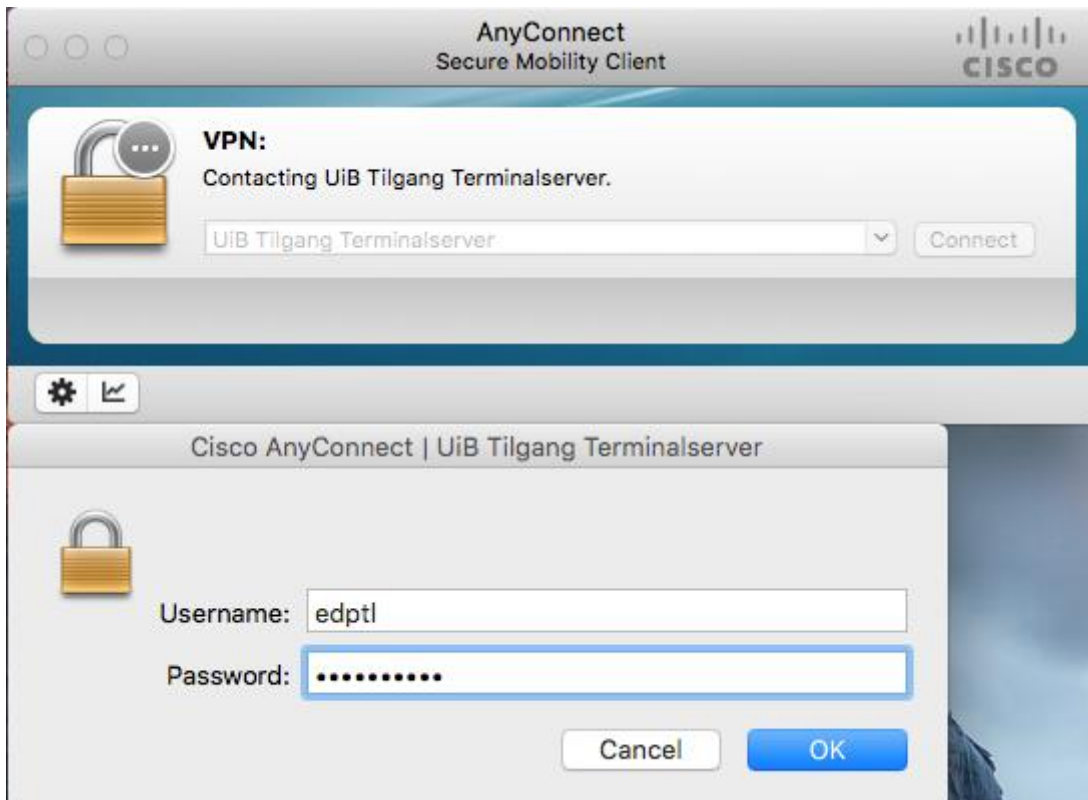 AnyConnect
Secure Mobility Client
CISCO
VPN:
Contacting UiB Tilgang Terminalserver.
UiB Tilgang Terminalserver
Connect
Cisco AnyConnect | UiB Tilgang Terminalserver
Username: edptl
Password: ••••••••••
Cancel OK